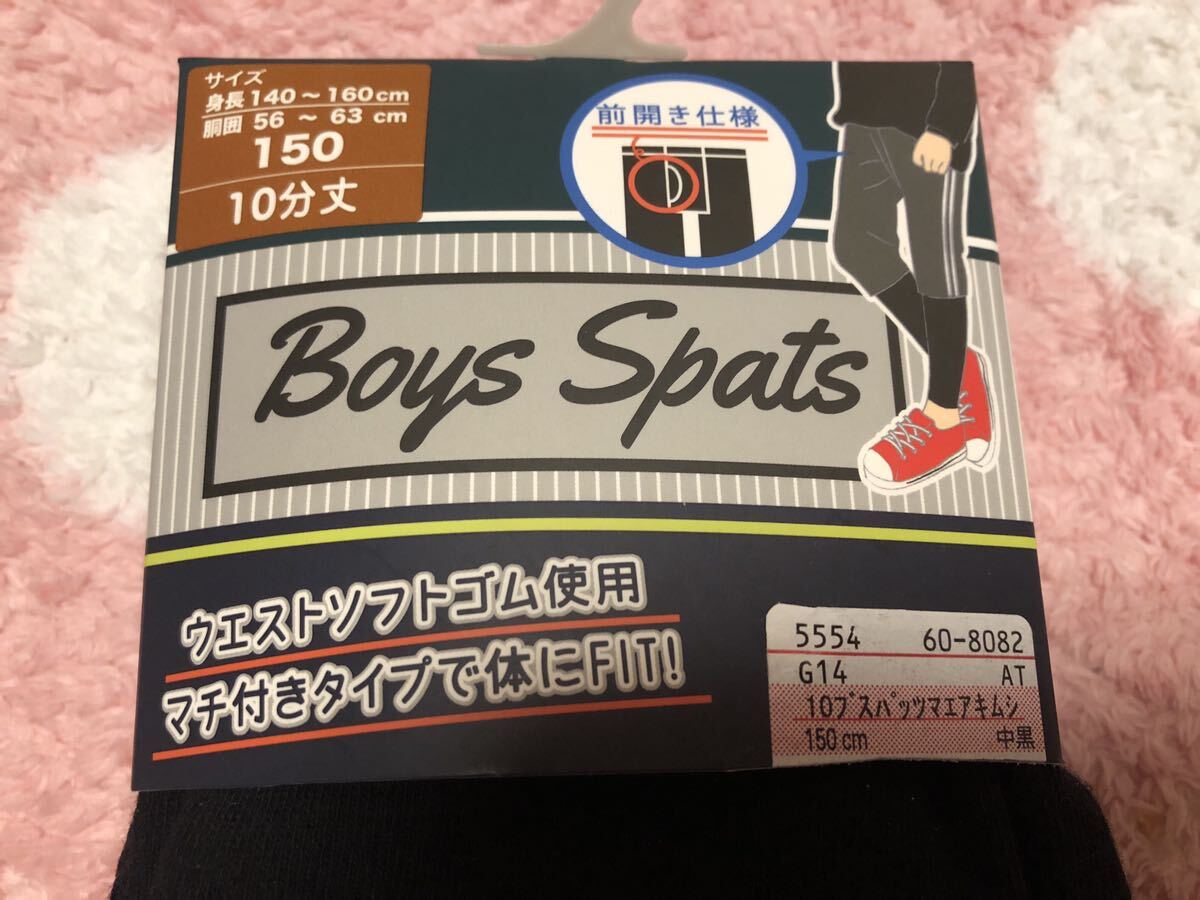 サイズ
身長 140～160cm
胴囲 56 ～ 63 cm
150
10分丈
前開き仕様
Boys Spats
ウエストソフトゴム使用
マチ付きタイプで体にFIT!
5554 60-8082
G14 AT
10ブスパッツマエアキムジ
150cm 中黒